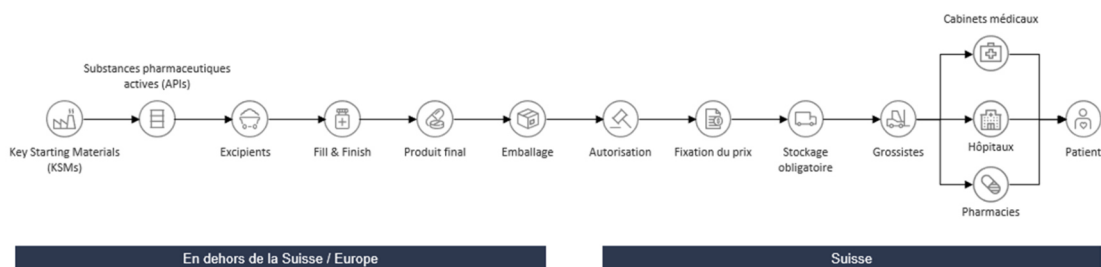 Cabinets médicaux
Substances pharmaceutiques
actives (APIs)
Key Starting Materials
(KSMs)
Excipients
Fill & Finish
Produit final
Emballage
Autorisation
Fixation du prix
Stockage
obligatoire
Grossistes
Hôpitaux
Patient
Pharmacies
En dehors de la Suisse / Europe
Suisse